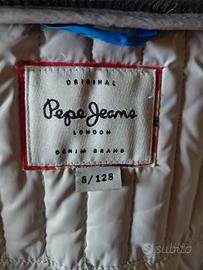 ORIGINAL
Pepe Jeans
LONDON
DENIM BRAND
8/128
subito